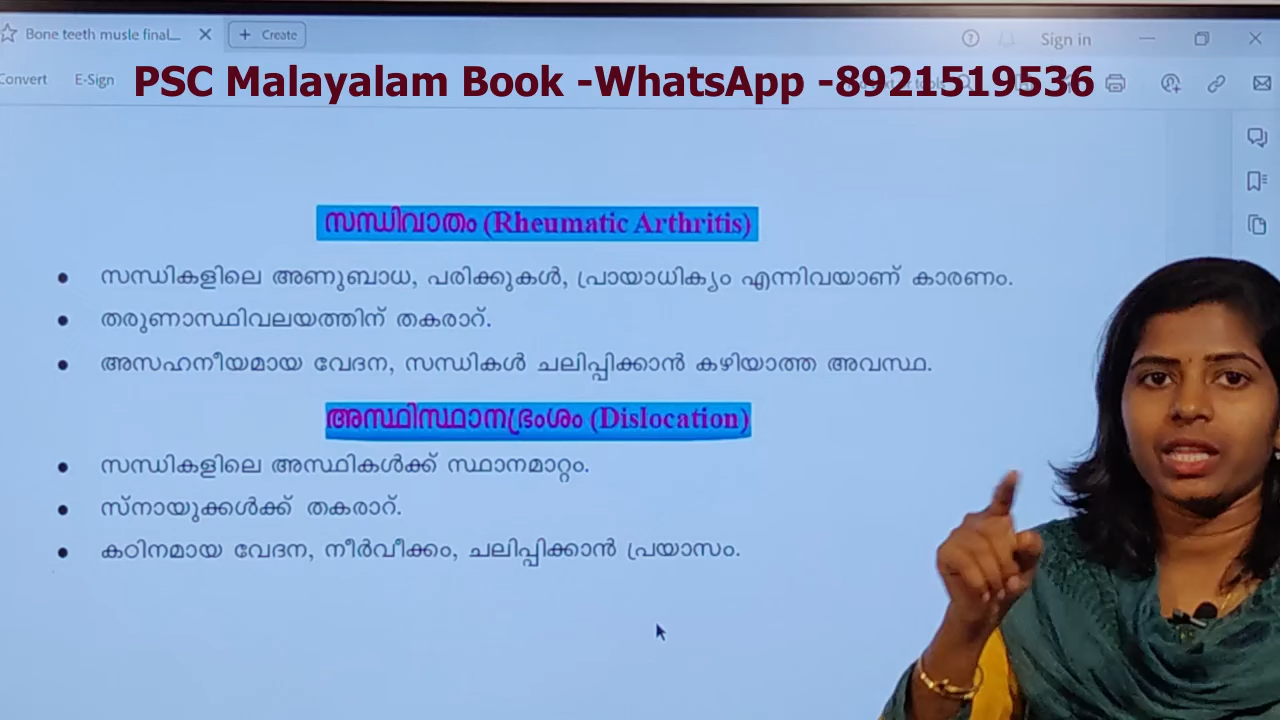 Bone teeth musle final...
Create
Sign in
Convert
E-Sign
PSC Malayalam Book -WhatsApp -8921519536
സന്ധിവാതം (Rheumatic Arthritis)
സന്ധികളിലെ അണുബാധ, പരിക്കുകൾ, പ്രായാധിക്യം എന്നിവയാണ് കാരണം.
തരുണാസ്ഥിവലയത്തിന് തകരാറ്.
അസഹനീയമായ വേദന, സന്ധികൾ ചലിപ്പിക്കാൻ കഴിയാത്ത അവസ്ഥ.
അസ്ഥിസ്ഥാനഭ്രംശം (Dislocation)
സന്ധികളിലെ അസ്ഥികൾക്ക് സ്ഥാനമാറ്റം.
സ്നായുക്കൾക്ക് തകരാറ്.
കഠിനമായ വേദന, നീർവീക്കം, ചലിപ്പിക്കാൻ പ്രയാസം.